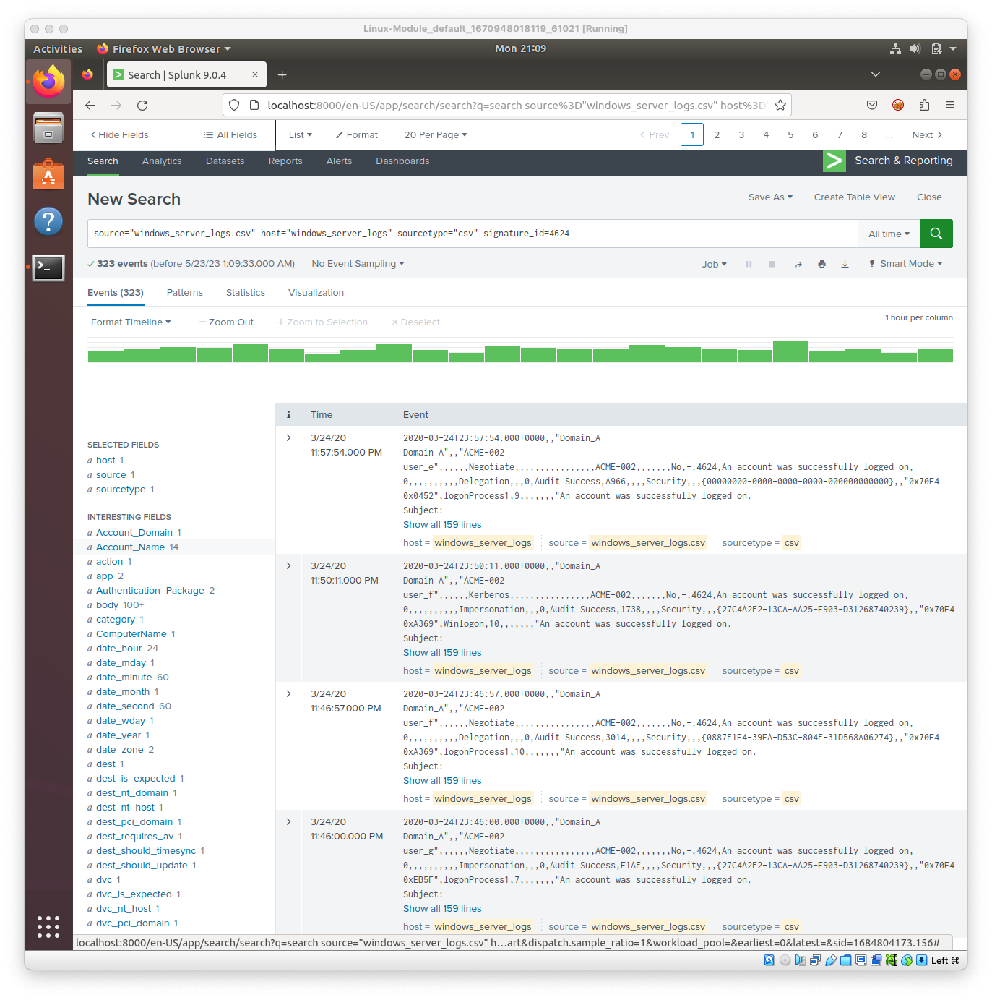 Linux-Module_default_1670948018119_61021 [Running]
Activities Firefox Web Browser Mon 21:09
Search | Splunk 9.0.4
localhost:8000/en-US/app/search/search?q=search source%3D"windows_server_logs.csv" host%3D
Hide Fields All Fields List Format 20 Per Page Prev 1 2 3 4 5 6 7 8 ... Next
Search Analytics Datasets Reports Alerts Dashboards Search & Reporting
New Search Save As Create Table View Close
source="windows_server_logs.csv" host="windows_server_logs" sourcetype="csv" signature_id=4624 All time
323 events (before 5/23/23 1:09:33.000 AM) No Event Sampling Job Smart Mode
Events (323) Patterns Statistics Visualization
Format Timeline — Zoom Out + Zoom to Selection × Deselect 1 hour per column
i Time Event
SELECTED FIELDS
a host 1
a source 1
a sourcetype 1
INTERESTING FIELDS
a Account_Domain 1
a Account_Name 14
a action 1
a app 2
a Authentication_Package 2
a body 100+
a category 1
a ComputerName 1
a date_hour 24
a date_mday 1
a date_minute 60
a date_month 1
a date_second 60
a date_wday 1
a date_year 1
a date_zone 2
a dest 1
a dest_is_expected 1
a dest_nt_domain 1
a dest_nt_host 1
a dest_pci_domain 1
a dest_requires_av 1
a dest_should_timesync 1
a dest_should_update 1
a dvc 1
a dvc_is_expected 1
a dvc_nt_host 1
a dvc_pci_domain 1
3/24/20
11:57:54.000 PM
2020-03-24T23:57:54.000+0000,,"Domain_A
Domain_A",,"ACME-002
user_e",,,,,,Negotiate,,,,,,,,,,,,,,,ACME-002,,,,,,,No,-,4624,An account was successfully logged on,
0,,,,,,,,,,Delegation,,,0,Audit Success,A966,,,,Security,,,{00000000-0000-0000-0000-000000000000},,"0x70E4
0x0452",logonProcess1,9,,,,,,,"An account was successfully logged on.
Subject:
Show all 159 lines
host = windows_server_logs source = windows_server_logs.csv sourcetype = csv
3/24/20
11:50:11.000 PM
2020-03-24T23:50:11.000+0000,,"Domain_A
Domain_A",,"ACME-002
user_f",,,,,,Kerberos,,,,,,,,,,,,,,,ACME-002,,,,,,,No,-,4624,An account was successfully logged on,
0,,,,,,,,,,Impersonation,,,0,Audit Success,1738,,,,Security,,,{27C4A2F2-13CA-AA25-E903-D31268740239},,"0x70E4
0xA369",Winlogon,10,,,,,,,"An account was successfully logged on.
Subject:
Show all 159 lines
host = windows_server_logs source = windows_server_logs.csv sourcetype = csv
3/24/20
11:46:57.000 PM
2020-03-24T23:46:57.000+0000,,"Domain_A
Domain_A",,"ACME-002
user_f",,,,,,Negotiate,,,,,,,,,,,,,,,ACME-002,,,,,,,No,-,4624,An account was successfully logged on,
0,,,,,,,,,,Delegation,,,0,Audit Success,3014,,,,Security,,,{0887F1E4-39EA-D53C-804F-31D568A06274},,"0x70E4
0xA369",logonProcess1,10,,,,,,,"An account was successfully logged on.
Subject:
Show all 159 lines
host = windows_server_logs source = windows_server_logs.csv sourcetype = csv
3/24/20
11:46:00.000 PM
2020-03-24T23:46:00.000+0000,,"Domain_A
Domain_A",,"ACME-002
user_g",,,,,,Negotiate,,,,,,,,,,,,,,,ACME-002,,,,,,,No,-,4624,An account was successfully logged on,
0,,,,,,,,,,Impersonation,,,0,Audit Success,E1AF,,,,Security,,,{27C4A2F2-13CA-AA25-E903-D31268740239},,"0x70E4
0xEB5F",logonProcess1,7,,,,,,,"An account was successfully logged on.
Subject:
Show all 159 lines
host = windows_server_logs source = windows_server_logs.csv sourcetype = csv
localhost:8000/en-US/app/search/search?q=search source="windows_server_logs.csv" h…art&dispatch.sample_ratio=1&workload_pool=&earliest=0&latest=&sid=1684804173.156#
Left ⌘